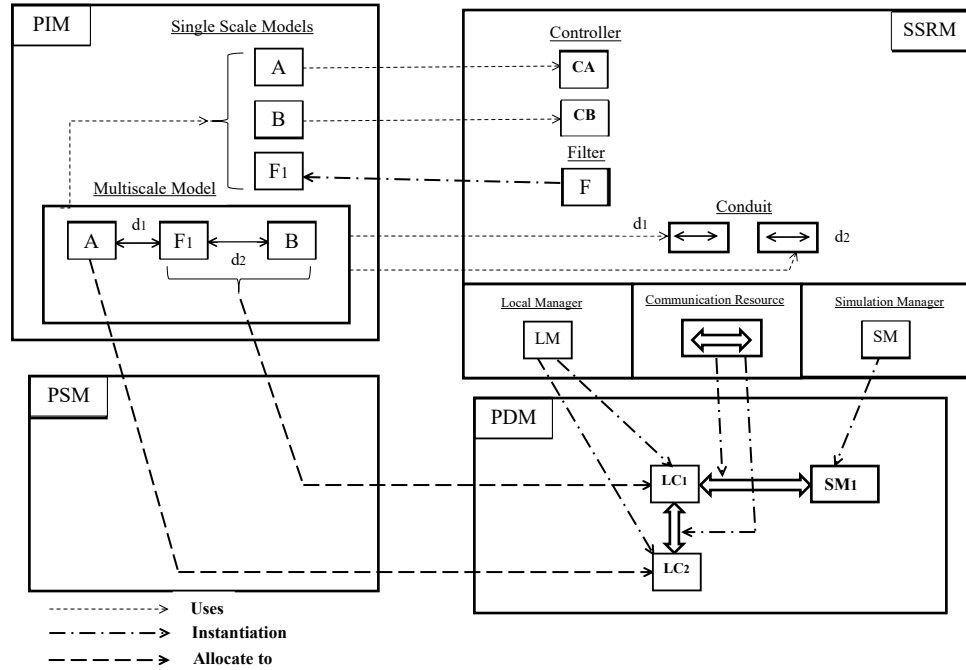 PIM
Single Scale Models
A
B
F1
Multiscale Model
A
d1
F1
d2
B
SSRM
Controller
CA
CB
Filter
F
Conduit
d1
d2
Local Manager
LM
Communication Resource
Simulation Manager
SM
PSM
PDM
LC1
SM1
LC2
Uses
Instantiation
Allocate to